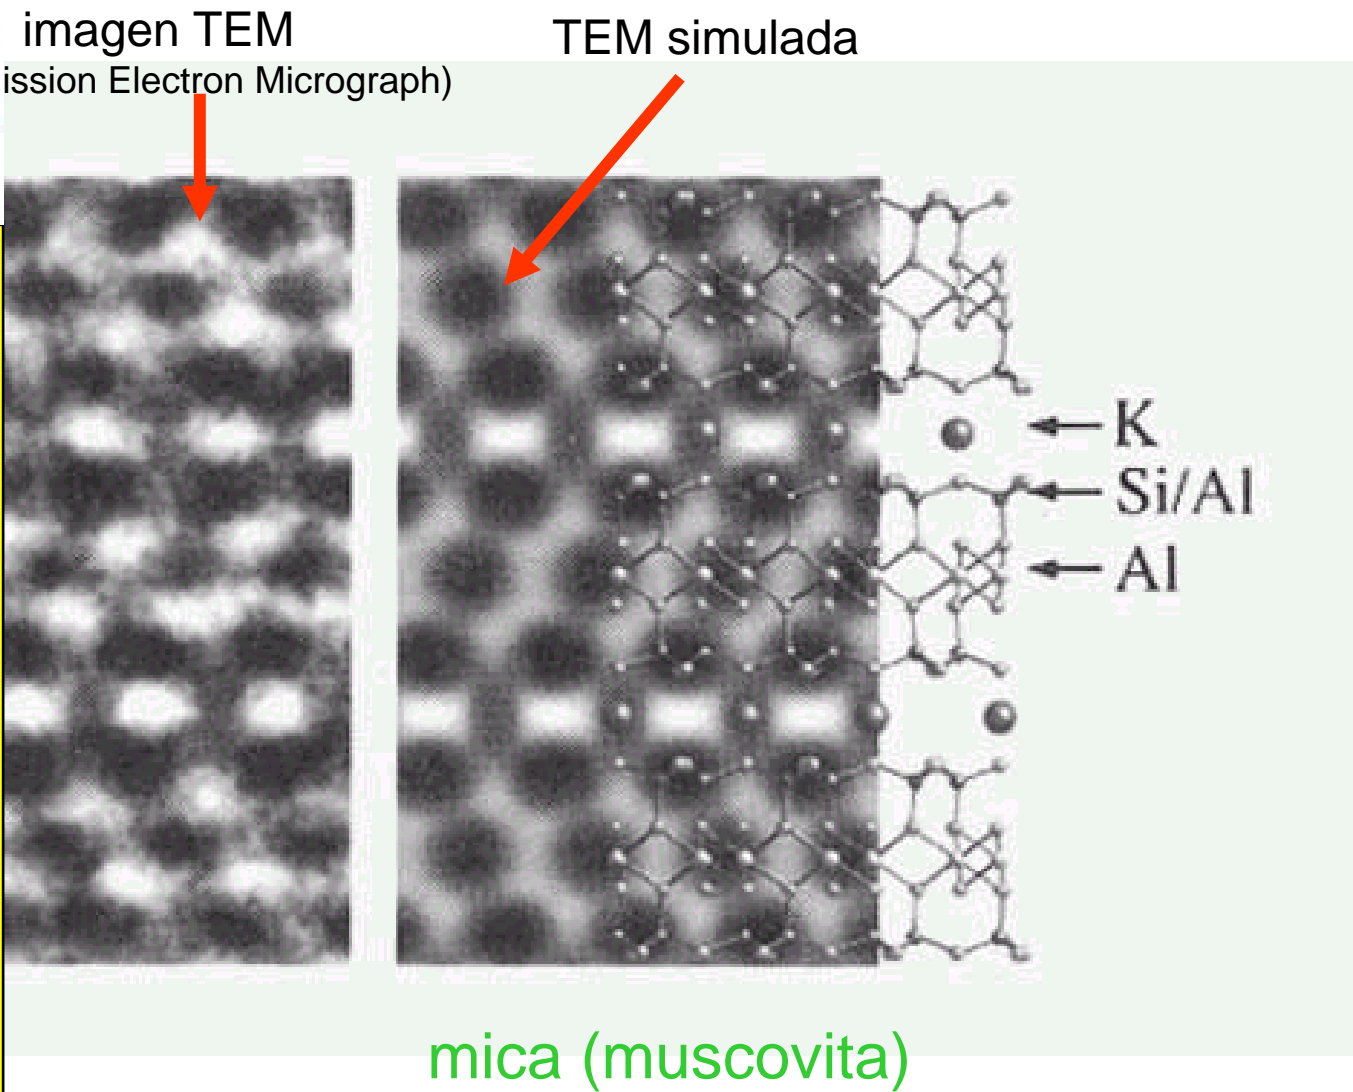 imagen TEM
TEM simulada
ission Electron Micrograph)
K
Si/Al
Al
mica (muscovita)